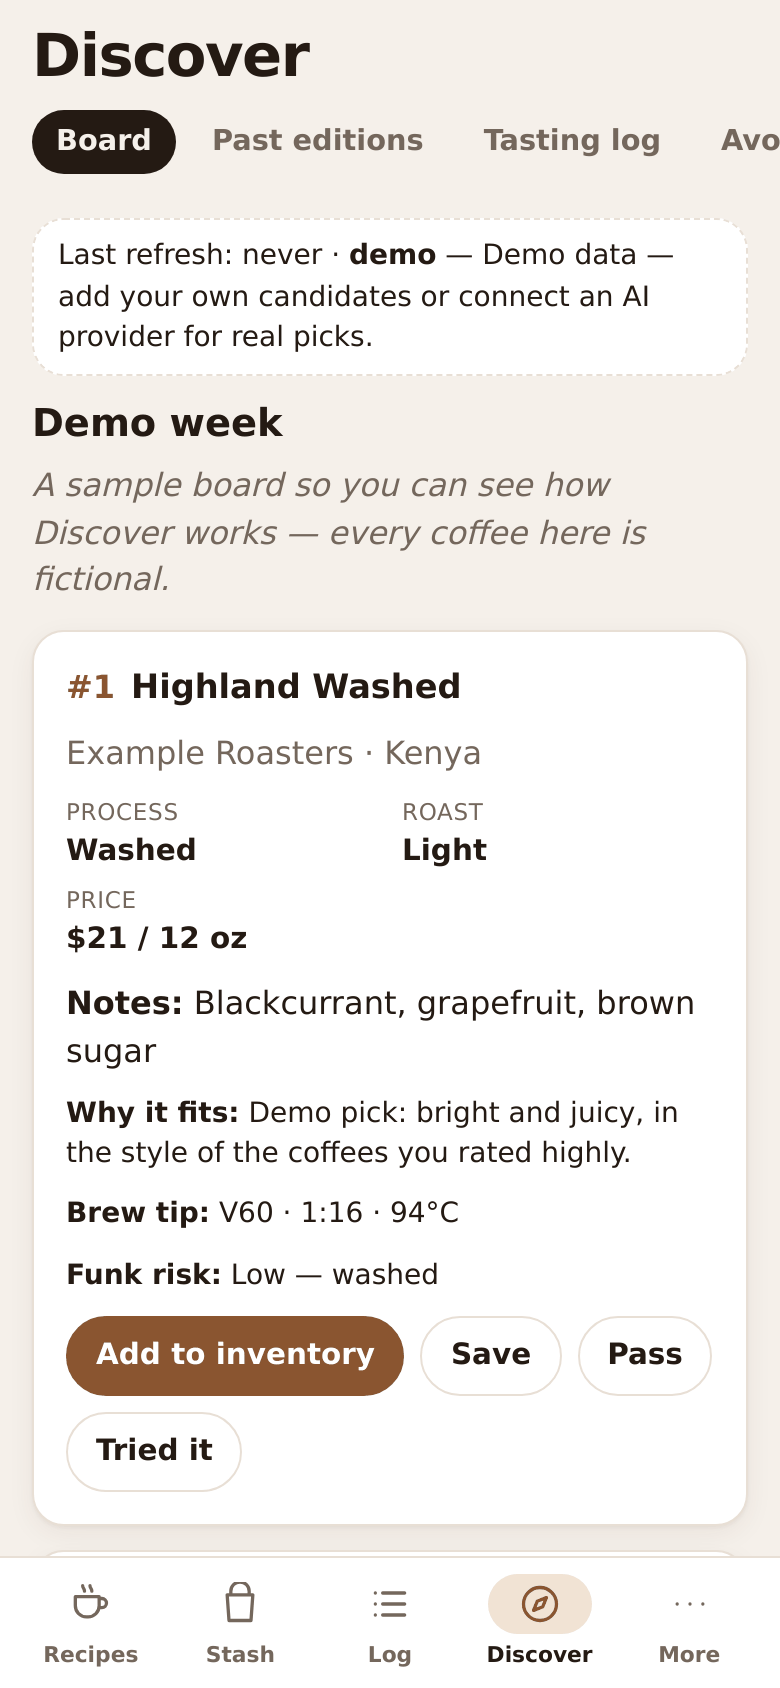 Discover
Board Past editions Tasting log Avo
Last refresh: never · demo — Demo data —
add your own candidates or connect an AI
provider for real picks.
Demo week
A sample board so you can see how
Discover works — every coffee here is
fictional.
#1 Highland Washed
Example Roasters · Kenya
PROCESS ROAST
Washed Light
PRICE
$21 / 12 oz
Notes: Blackcurrant, grapefruit, brown
sugar
Why it fits: Demo pick: bright and juicy, in
the style of the coffees you rated highly.
Brew tip: V60 · 1:16 · 94°C
Funk risk: Low — washed
Add to inventory Save Pass
Tried it
Recipes Stash Log Discover More